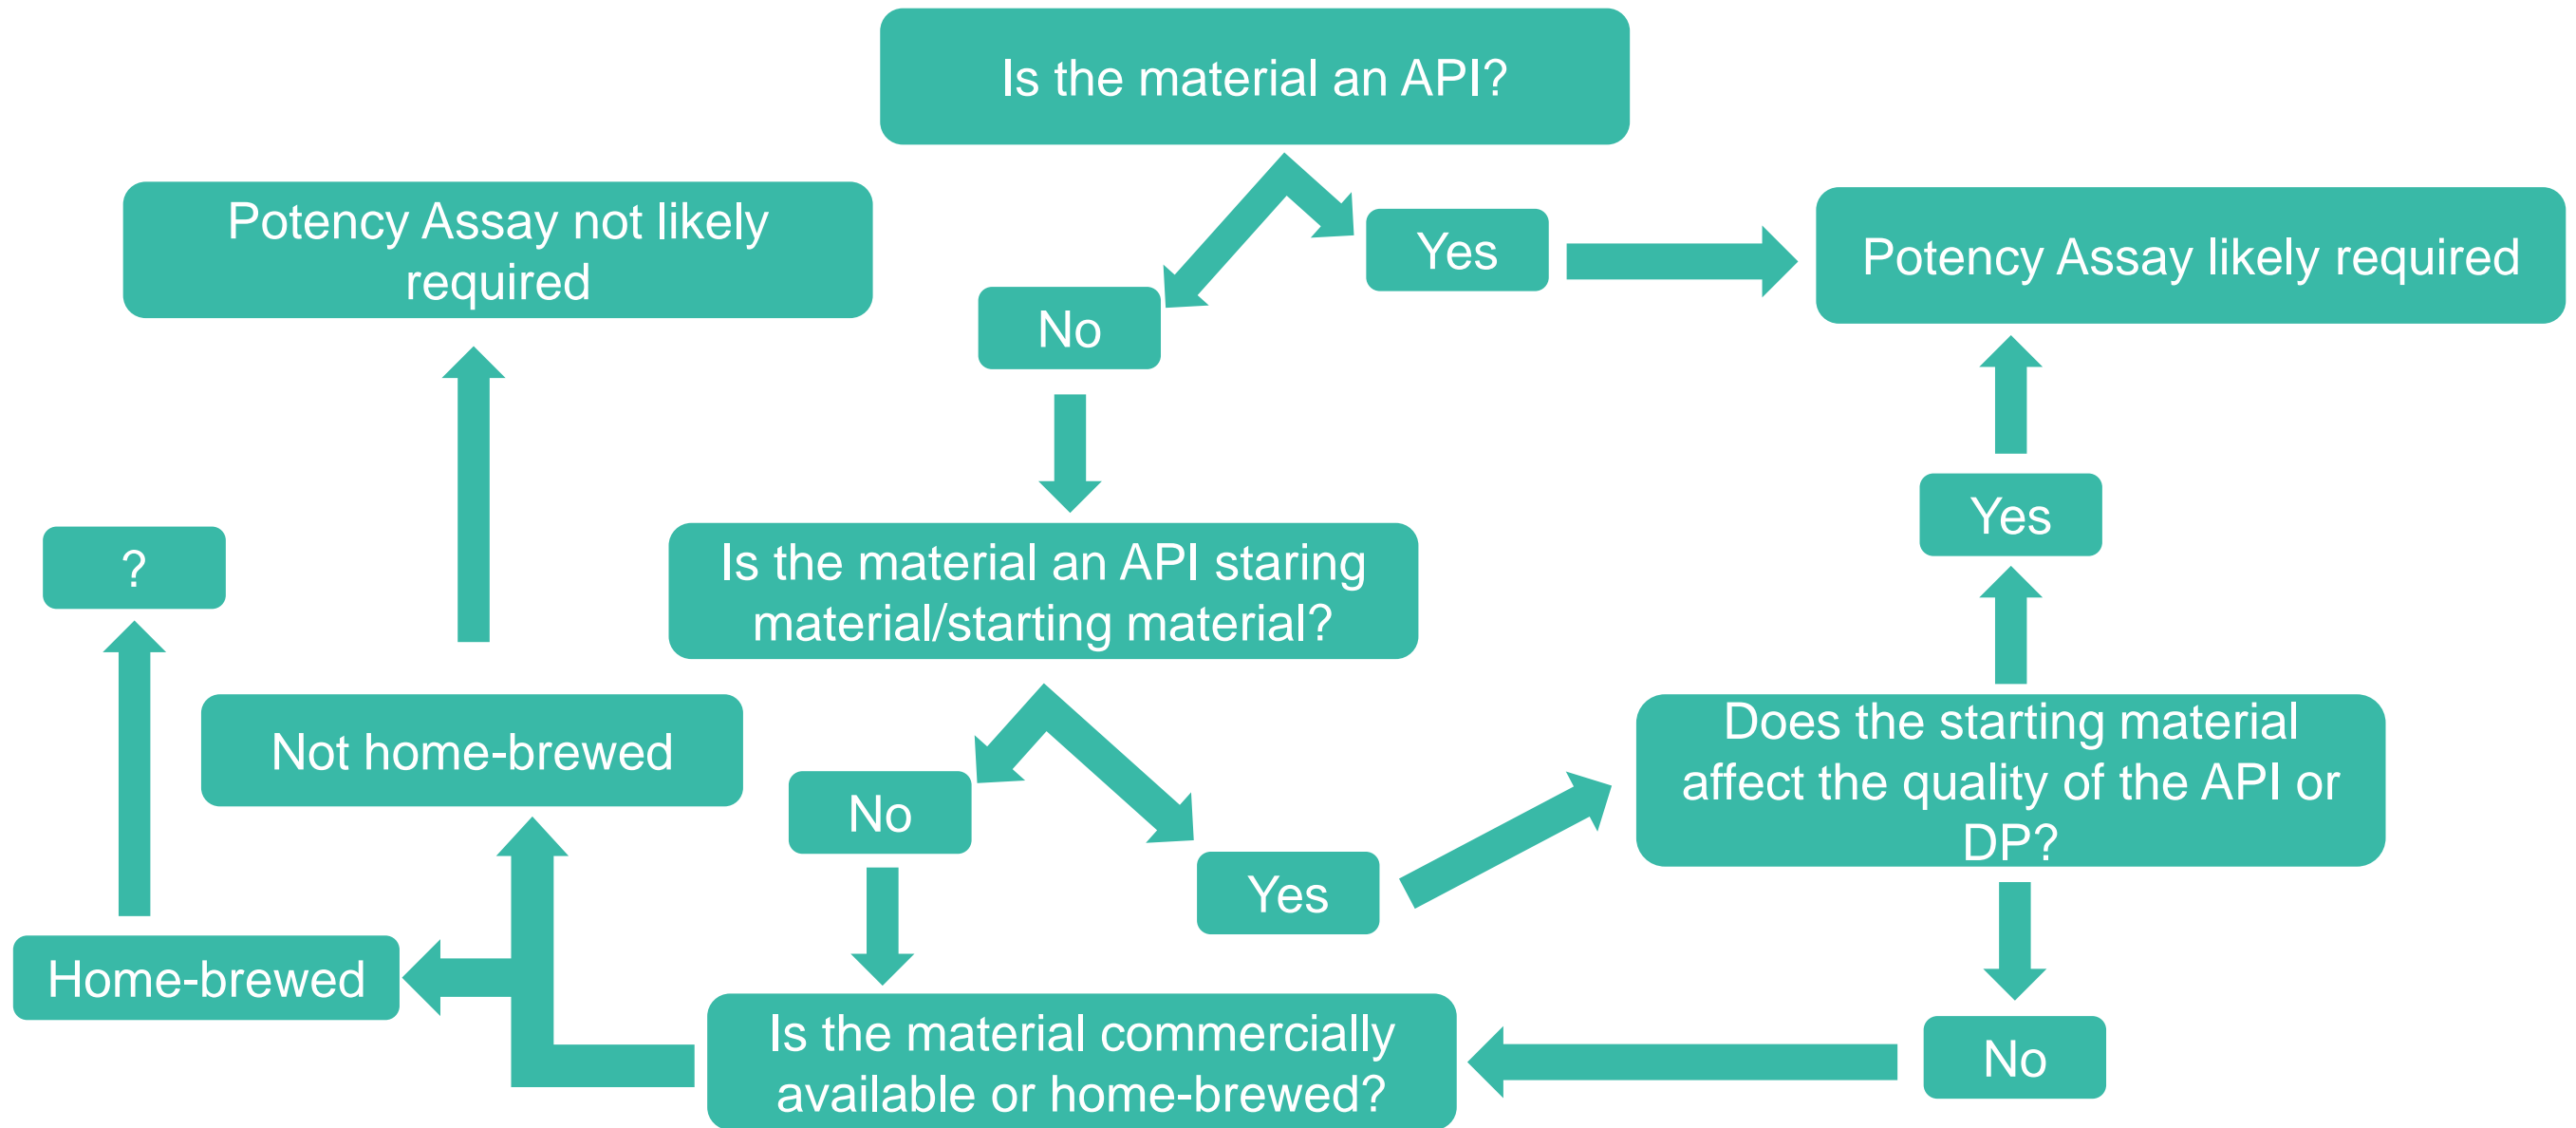 Is the material an API?
Potency Assay not likely
required
Yes
Potency Assay likely required
No
?
Is the material an API staring
material/starting material?
Yes
Not home-brewed
Does the starting material
affect the quality of the API or
DP?
No
Yes
Home-brewed
Is the material commercially
available or home-brewed?
No